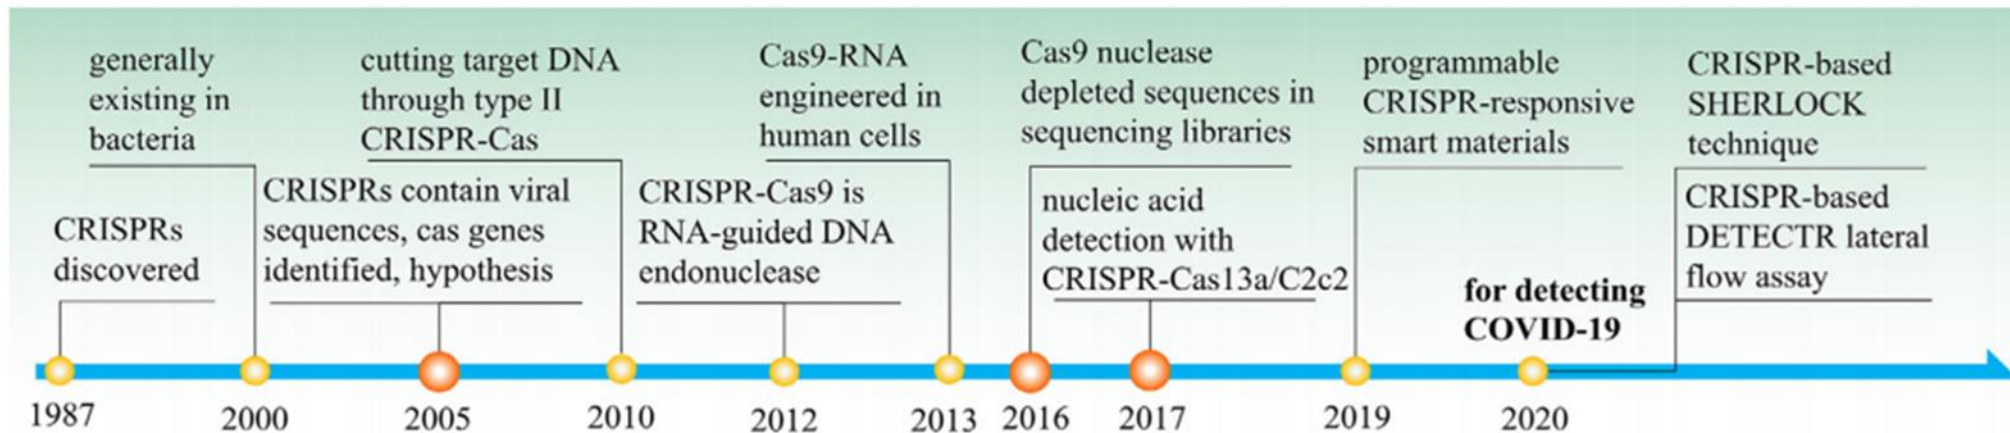 generally
existing in
bacteria
cutting target DNA
through type II
CRISPR-Cas
Cas9-RNA
engineered in
human cells
Cas9 nuclease
depleted sequences in
sequencing libraries
programmable
CRISPR-responsive
smart materials
CRISPR-based
SHERLOCK
technique
CRISPRs
discovered
CRISPRs contain viral
sequences, cas genes
identified, hypothesis
CRISPR-Cas9 is
RNA-guided DNA
endonuclease
nucleic acid
detection with
CRISPR-Cas13a/C2c2
for detecting
COVID-19
CRISPR-based
DETECTR lateral
flow assay
1987
2000
2005
2010
2012
2013
2016
2017
2019
2020